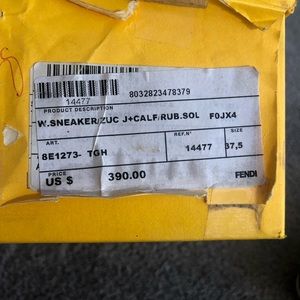 8032823478379
14477
PRODUCT DESCRIPTION
W.SNEAKER/ZUC J+CALF/RUB.SOL F0JX4
ART. REF.N° SIZE
8E1273- TGH 14477 37,5
PRICE
US $ 390.00 FENDI